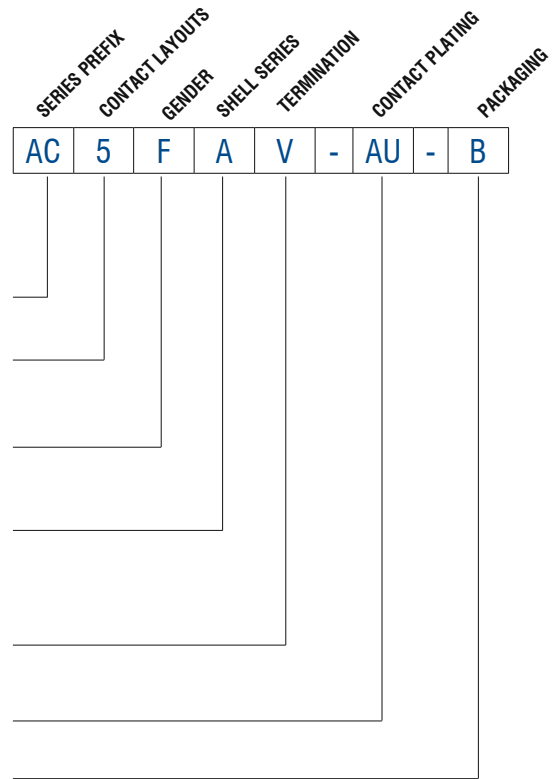 SERIES PREFIX
CONTACT LAYOUTS
GENDER
SHELL SERIES
TERMINATION
CONTACT PLATING
PACKAGING
AC 5 F A V - AU - B